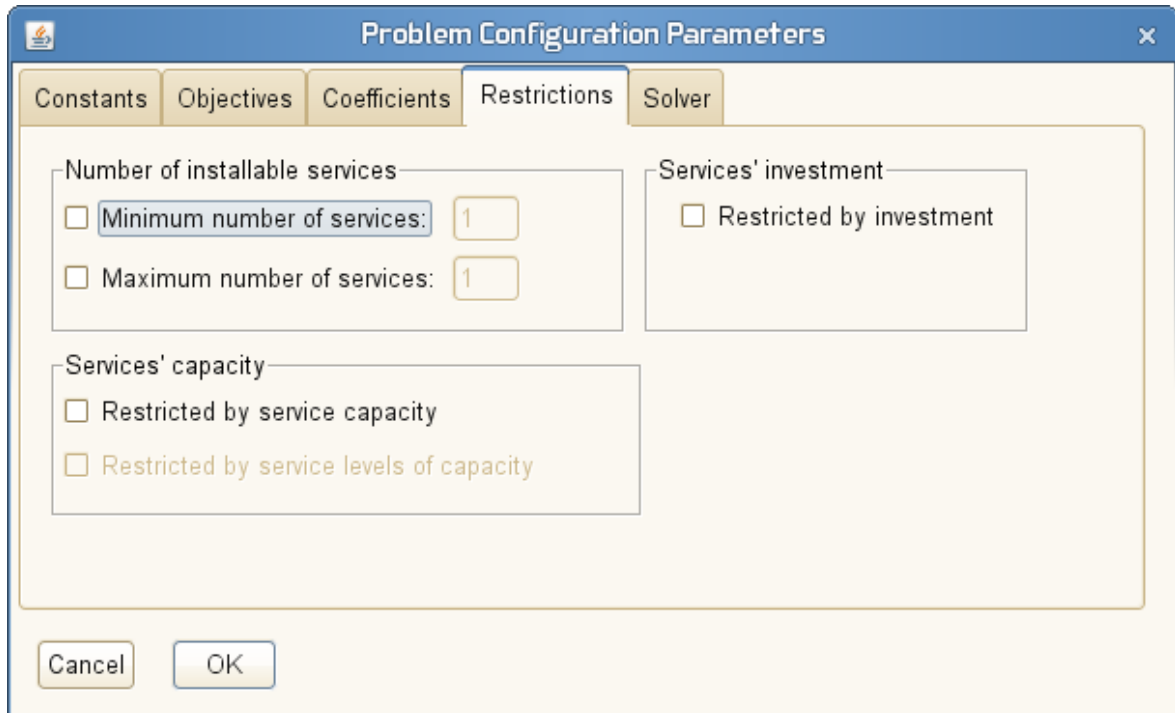 Problem Configuration Parameters
Constants Objectives Coefficients Restrictions Solver
Number of installable services
Minimum number of services: 1
Maximum number of services: 1
Services' investment
Restricted by investment
Services' capacity
Restricted by service capacity
Restricted by service levels of capacity
Cancel OK